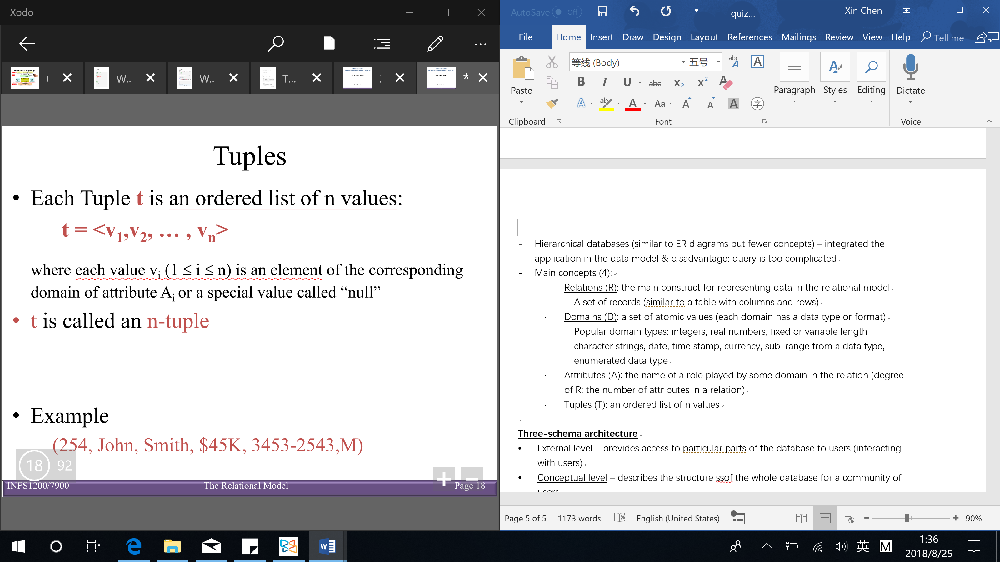 Xodo
W..
W..
T...
*
Tuples
• Each Tuple t is an ordered list of n values:
t = <v1,v2, … , vn>
where each value vi (1 ≤ i ≤ n) is an element of the corresponding
domain of attribute Ai or a special value called “null”
• t is called an n-tuple
• Example
(254, John, Smith, $45K, 3453-2543,M)
18 92
INFS1200/7900 The Relational Model Page 18
AutoSave Off quiz... Xin Chen
File Home Insert Draw Design Layout References Mailings Review View Help Tell me
Paste
Clipboard
等线 (Body) 五号
Font
Paragraph
Styles
Editing
Dictate
Voice
- Hierarchical databases (similar to ER diagrams but fewer concepts) – integrated the
application in the data model & disadvantage: query is too complicated
- Main concepts (4):
· Relations (R): the main construct for representing data in the relational model
A set of records (similar to a table with columns and rows)
· Domains (D): a set of atomic values (each domain has a data type or format)
Popular domain types: integers, real numbers, fixed or variable length
character strings, date, time stamp, currency, sub-range from a data type,
enumerated data type
· Attributes (A): the name of a role played by some domain in the relation (degree
of R: the number of attributes in a relation)
· Tuples (T): an ordered list of n values
Three-schema architecture
• External level – provides access to particular parts of the database to users (interacting
with users)
• Conceptual level – describes the structure ssof the whole database for a community of
users
Page 5 of 5 1173 words English (United States) 90%
英 M
1:36
2018/8/25